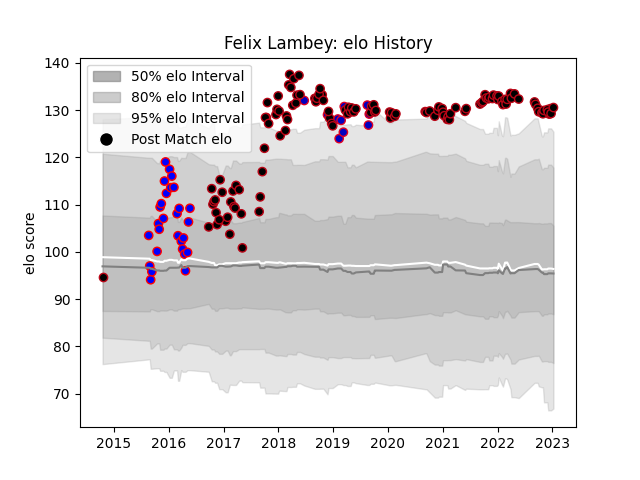 Felix Lambey: elo History
50% elo Interval
80% elo Interval
95% elo Interval
Post Match elo
elo score
140
130
120
110
100
90
80
70
2015 2016 2017 2018 2019 2020 2021 2022 2023